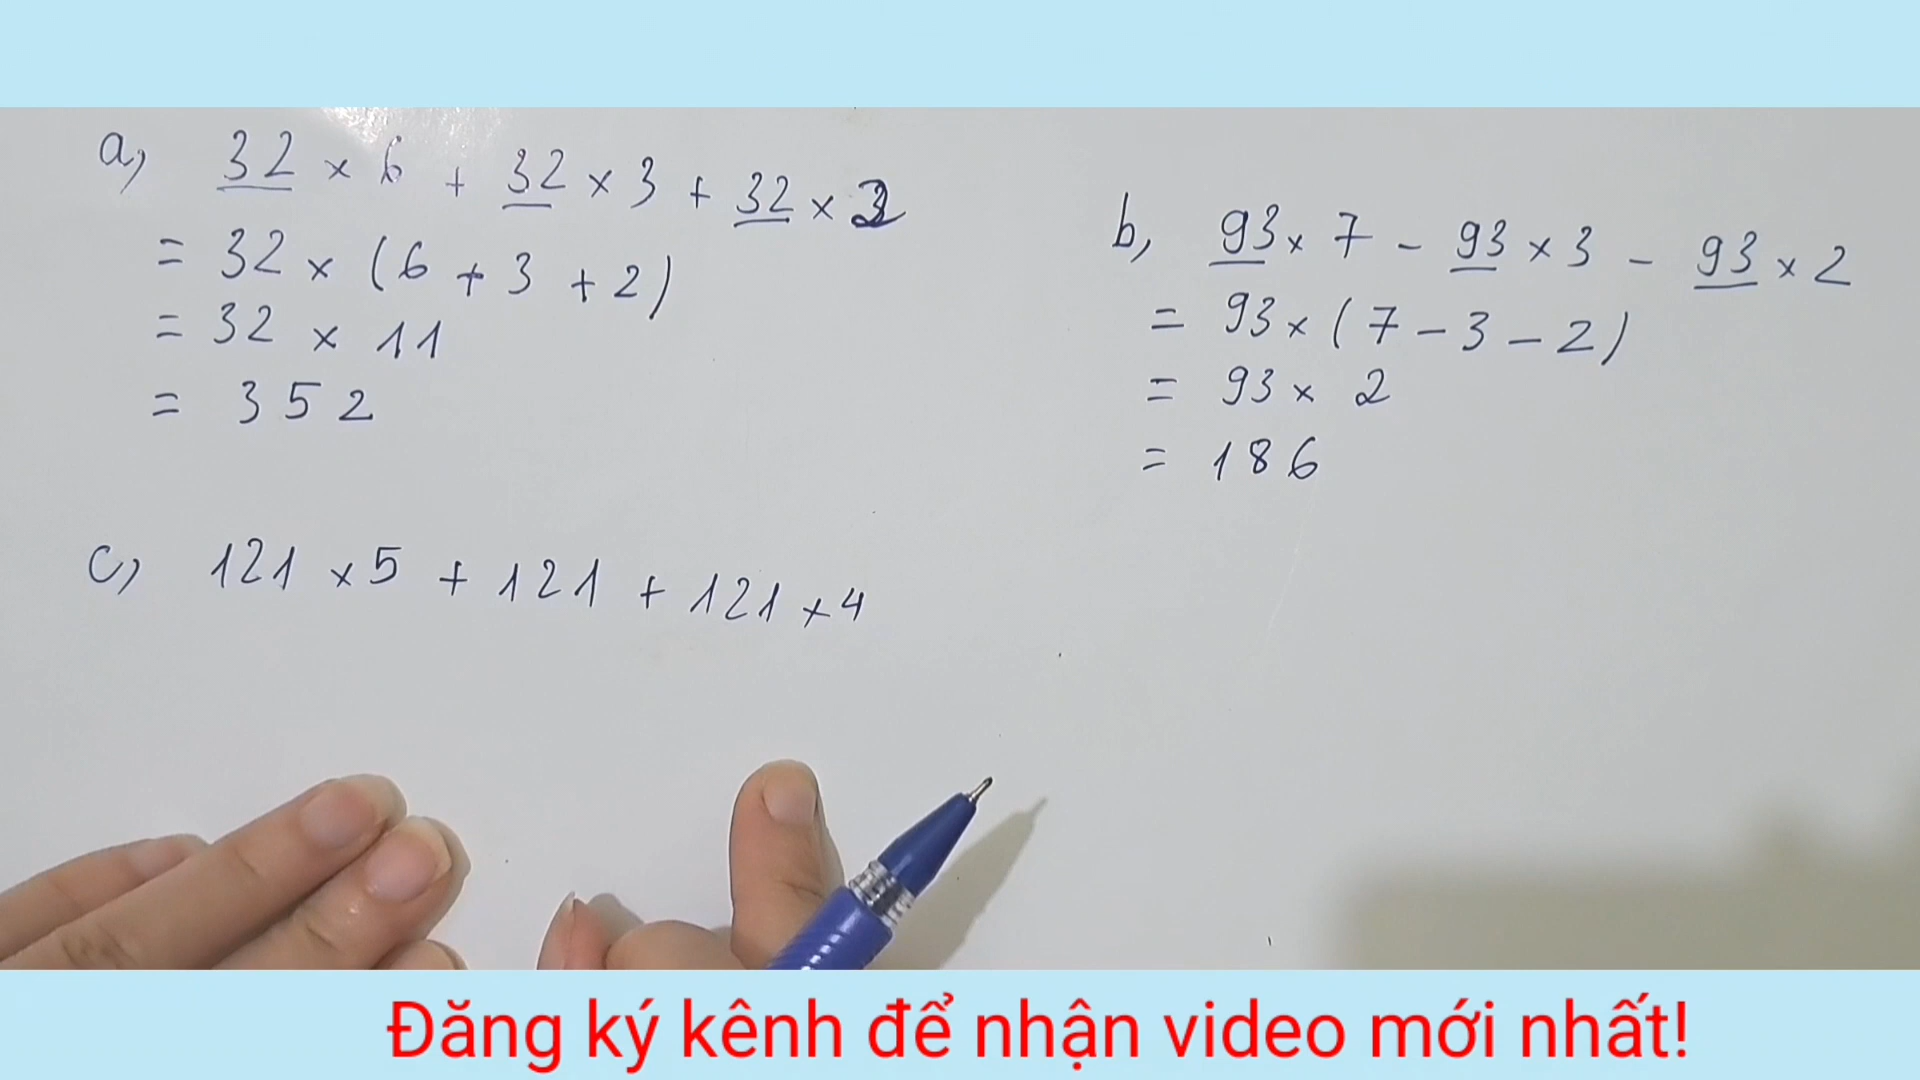 a, 32 × 6 + 32 × 3 + 32 × 2
= 32 × (6 + 3 + 2)
= 32 × 11
= 352
b, 93 × 7 - 93 × 3 - 93 × 2
= 93 × (7 - 3 - 2)
= 93 × 2
= 186
c, 121 × 5 + 121 + 121 × 4
Đăng ký kênh để nhận video mới nhất!